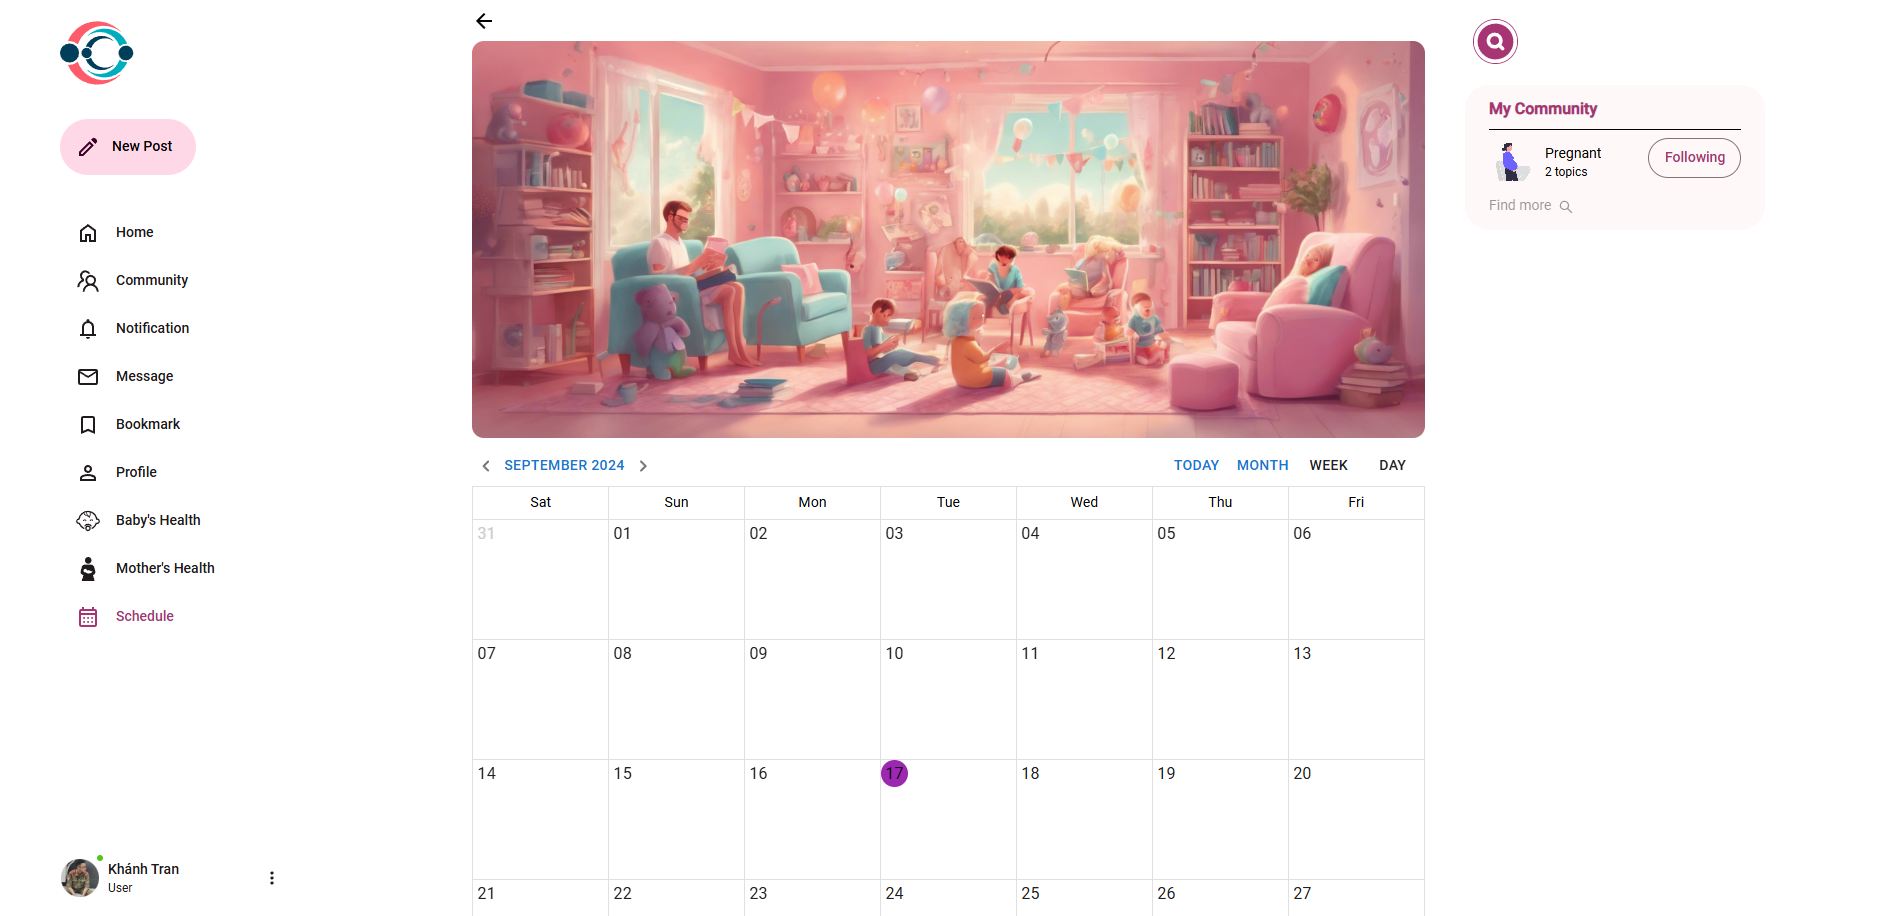 New Post
Home
Community
Notification
Message
Bookmark
Profile
Baby's Health
Mother's Health
Schedule
Khánh Tran
User
SEPTEMBER 2024
TODAY MONTH WEEK DAY
Sat Sun Mon Tue Wed Thu Fri
31 01 02 03 04 05 06
07 08 09 10 11 12 13
14 15 16 17 18 19 20
21 22 23 24 25 26 27
My Community
Pregnant
2 topics
Following
Find more